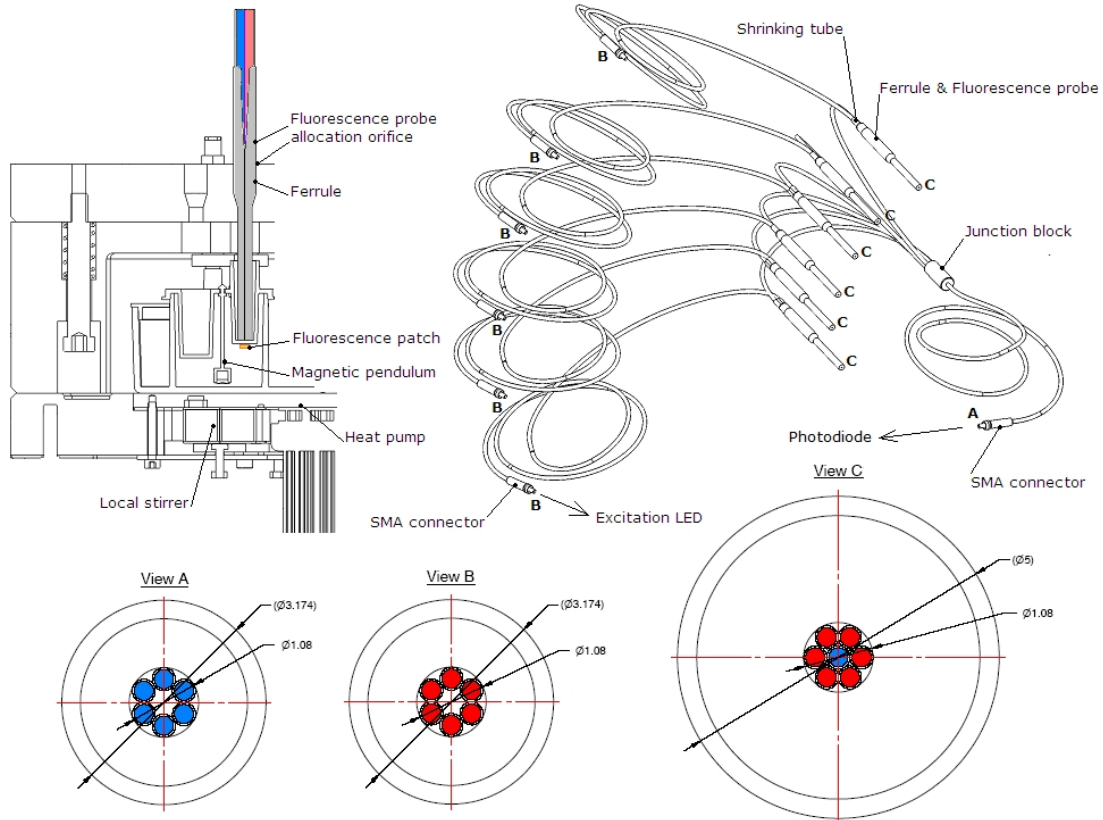 Fluorescence probe
allocation orifice
Ferrule
Fluorescence patch
Magnetic pendulum
Heat pump
Local stirrer
Shrinking tube
Ferrule & Fluorescence probe
B
B
B
B
B
B
C
C
C
C
C
C
Junction block
A
Photodiode
SMA connector
SMA connector
Excitation LED
View A
(Ø3.174)
Ø1.08
View B
(Ø3.174)
Ø1.08
View C
(Ø5)
Ø1.08